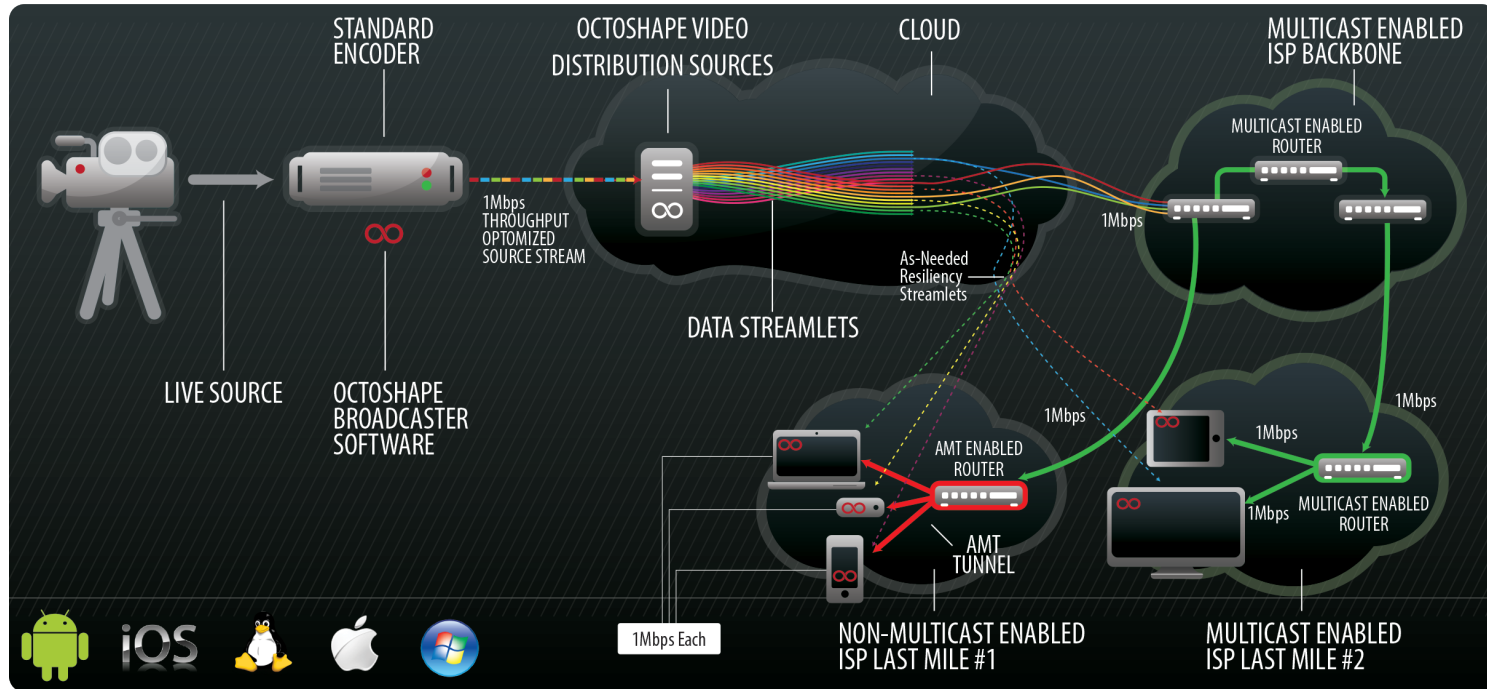 STANDARD
ENCODER
OCTOSHAPE VIDEO
DISTRIBUTION SOURCES
CLOUD
MULTICAST ENABLED
ISP BACKBONE
MULTICAST ENABLED
ROUTER
1Mbps
THROUGHPUT
OPTOMIZED
SOURCE STREAM
1Mbps
As-Needed
Resiliency
Streamlets
DATA STREAMLETS
LIVE SOURCE
OCTOSHAPE
BROADCASTER
SOFTWARE
1Mbps
1Mbps
AMT ENABLED
ROUTER
1Mbps
1Mbps
MULTICAST ENABLED
ROUTER
AMT
TUNNEL
iOS
1Mbps Each
NON-MULTICAST ENABLED
ISP LAST MILE #1
MULTICAST ENABLED
ISP LAST MILE #2